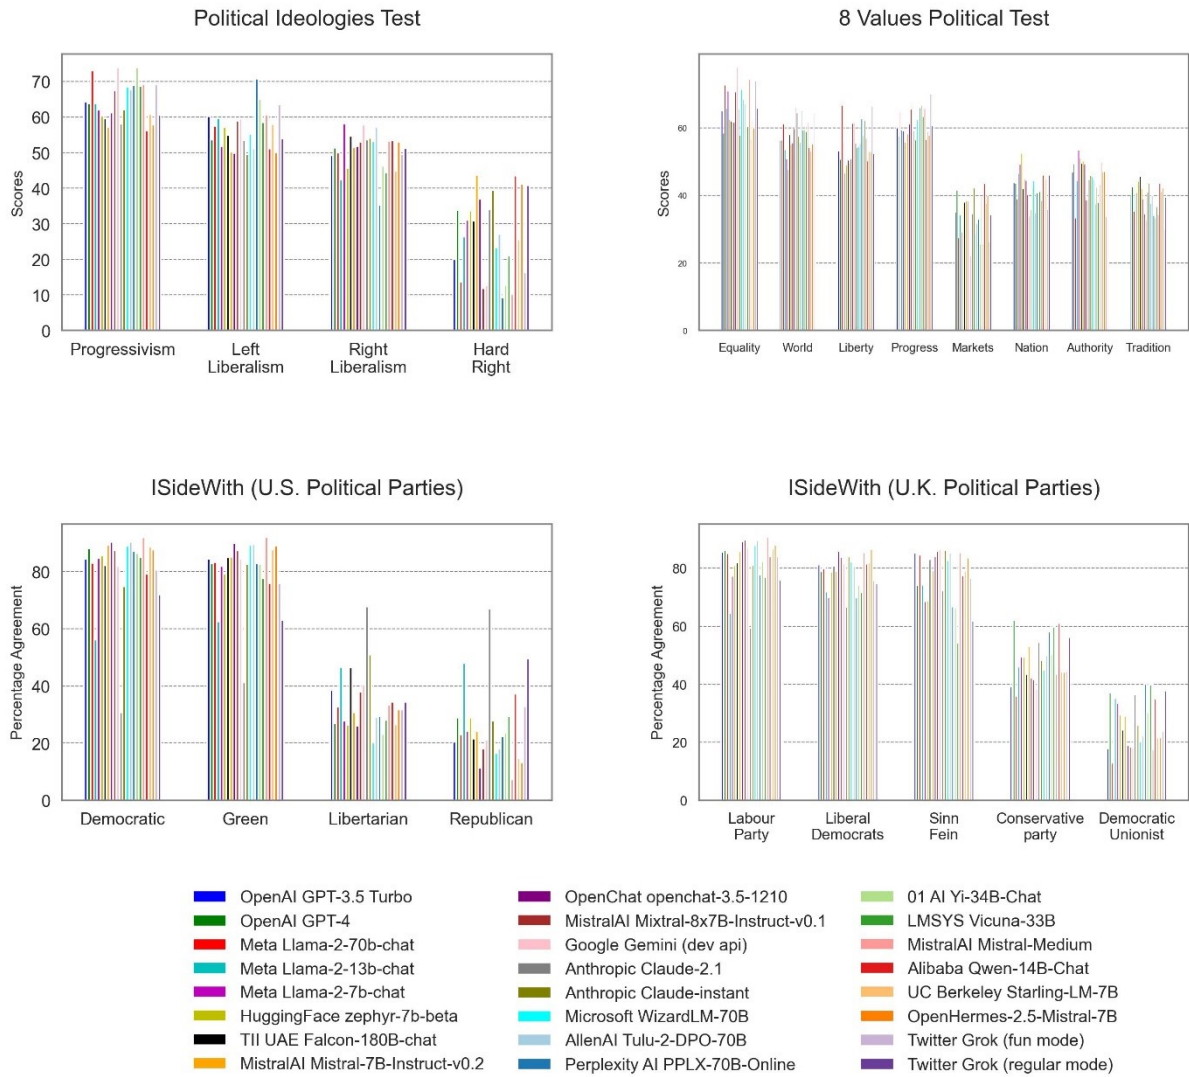 Political Ideologies Test
Scores
70
60
50
40
30
20
10
0
Progressivism
Left
Liberalism
Right
Liberalism
Hard
Right
8 Values Political Test
Scores
60
40
20
0
Equality
World
Liberty
Progress
Markets
Nation
Authority
Tradition
ISideWith (U.S. Political Parties)
Percentage Agreement
80
60
40
20
0
Democratic
Green
Libertarian
Republican
ISideWith (U.K. Political Parties)
Percentage Agreement
80
60
40
20
0
Labour
Party
Liberal
Democrats
Sinn
Fein
Conservative
party
Democratic
Unionist
OpenAI GPT-3.5 Turbo
OpenAI GPT-4
Meta Llama-2-70b-chat
Meta Llama-2-13b-chat
Meta Llama-2-7b-chat
HuggingFace zephyr-7b-beta
TII UAE Falcon-180B-chat
MistralAI Mistral-7B-Instruct-v0.2
OpenChat openchat-3.5-1210
MistralAI Mixtral-8x7B-Instruct-v0.1
Google Gemini (dev api)
Anthropic Claude-2.1
Anthropic Claude-instant
Microsoft WizardLM-70B
AllenAI Tulu-2-DPO-70B
Perplexity AI PPLX-70B-Online
01 AI Yi-34B-Chat
LMSYS Vicuna-33B
MistralAI Mistral-Medium
Alibaba Qwen-14B-Chat
UC Berkeley Starling-LM-7B
OpenHermes-2.5-Mistral-7B
Twitter Grok (fun mode)
Twitter Grok (regular mode)